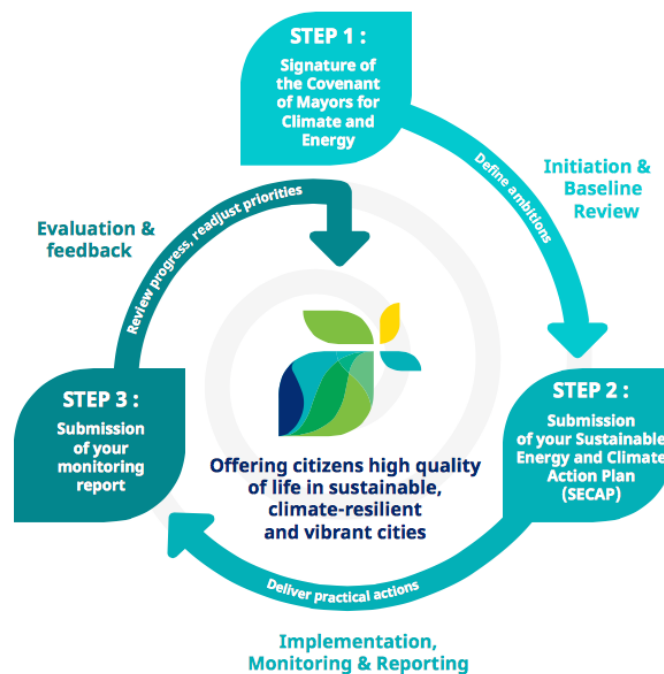 STEP 1 :
Signature of
the Covenant
of Mayors for
Climate and
Energy
Define ambitions
Initiation &
Baseline
Review
STEP 2 :
Submission
of your Sustainable
Energy and Climate
Action Plan
(SECAP)
Deliver practical actions
Implementation,
Monitoring & Reporting
STEP 3 :
Submission
of your
monitoring
report
Review progress, readjust priorities
Evaluation &
feedback
Offering citizens high quality
of life in sustainable,
climate-resilient
and vibrant cities